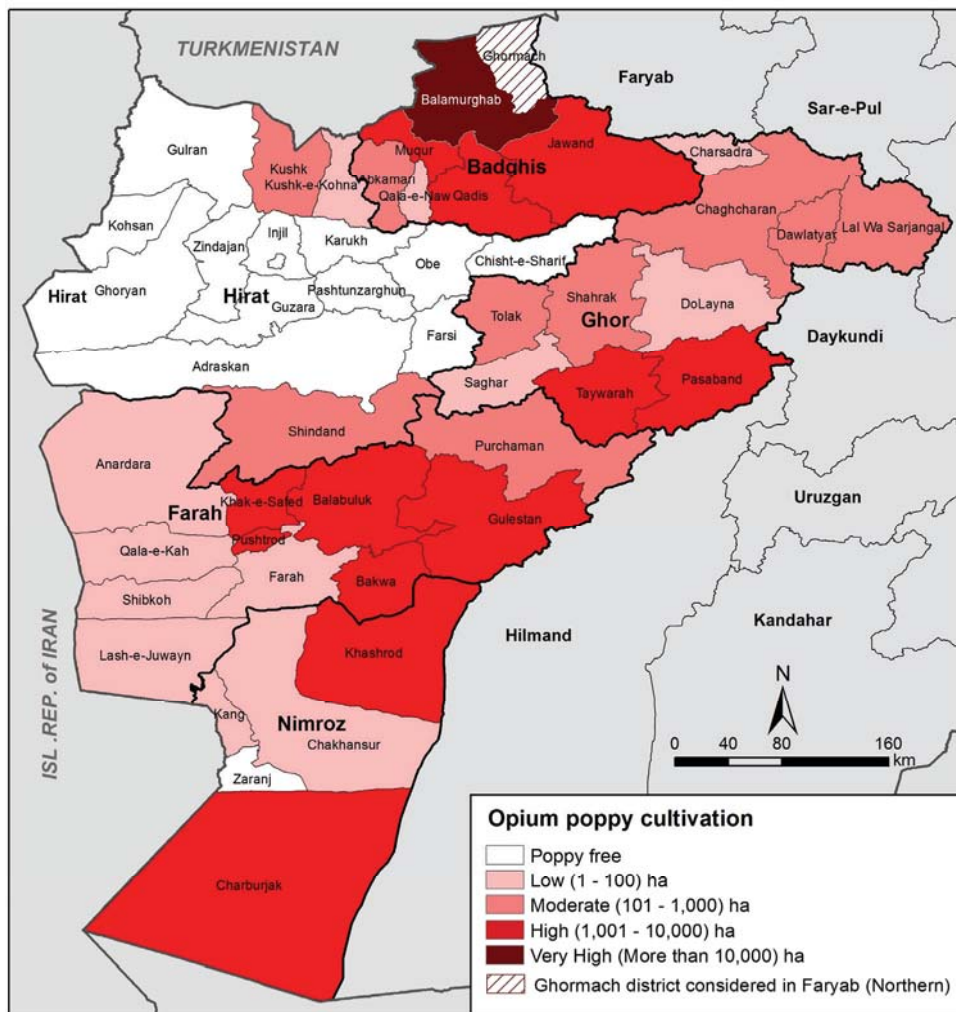 TURKMENISTAN
Ghormach
Faryab
Balamurghab
Sar-e-Pul
Gulran
Kushk
Muqur
Jawand
Charsadra
Badghis
Kushk-e-Kohna
Abkamari
Qala-e-Naw
Qadis
Chaghcharan
Kohsan
Zindajan
Injil
Karukh
Obe
Chisht-e-Sharif
Dawlatyar
Lal Wa Sarjangal
Hirat
Ghoryan
Hirat
Guzara
Pashtunzarghun
Tolak
Shahrak
Ghor
DoLayna
Farsi
Daykundi
Adraskan
Saghar
Taywarah
Pasaband
Shindand
Purchaman
Anardara
Uruzgan
Khak-e-Safed
Balabuluk
Farah
Gulestan
Pushtrod
Qala-e-Kah
Farah
Bakwa
Shibkoh
Kandahar
Hilmand
Lash-e-Juwayn
Khashrod
ISL .REP. of IRAN
N
Kang
Nimroz
Chakhansur
0 40 80 160
km
Zaranj
Charburjak
Opium poppy cultivation
Poppy free
Low (1 - 100) ha
Moderate (101 - 1,000) ha
High (1,001 - 10,000) ha
Very High (More than 10,000) ha
Ghormach district considered in Faryab (Northern)